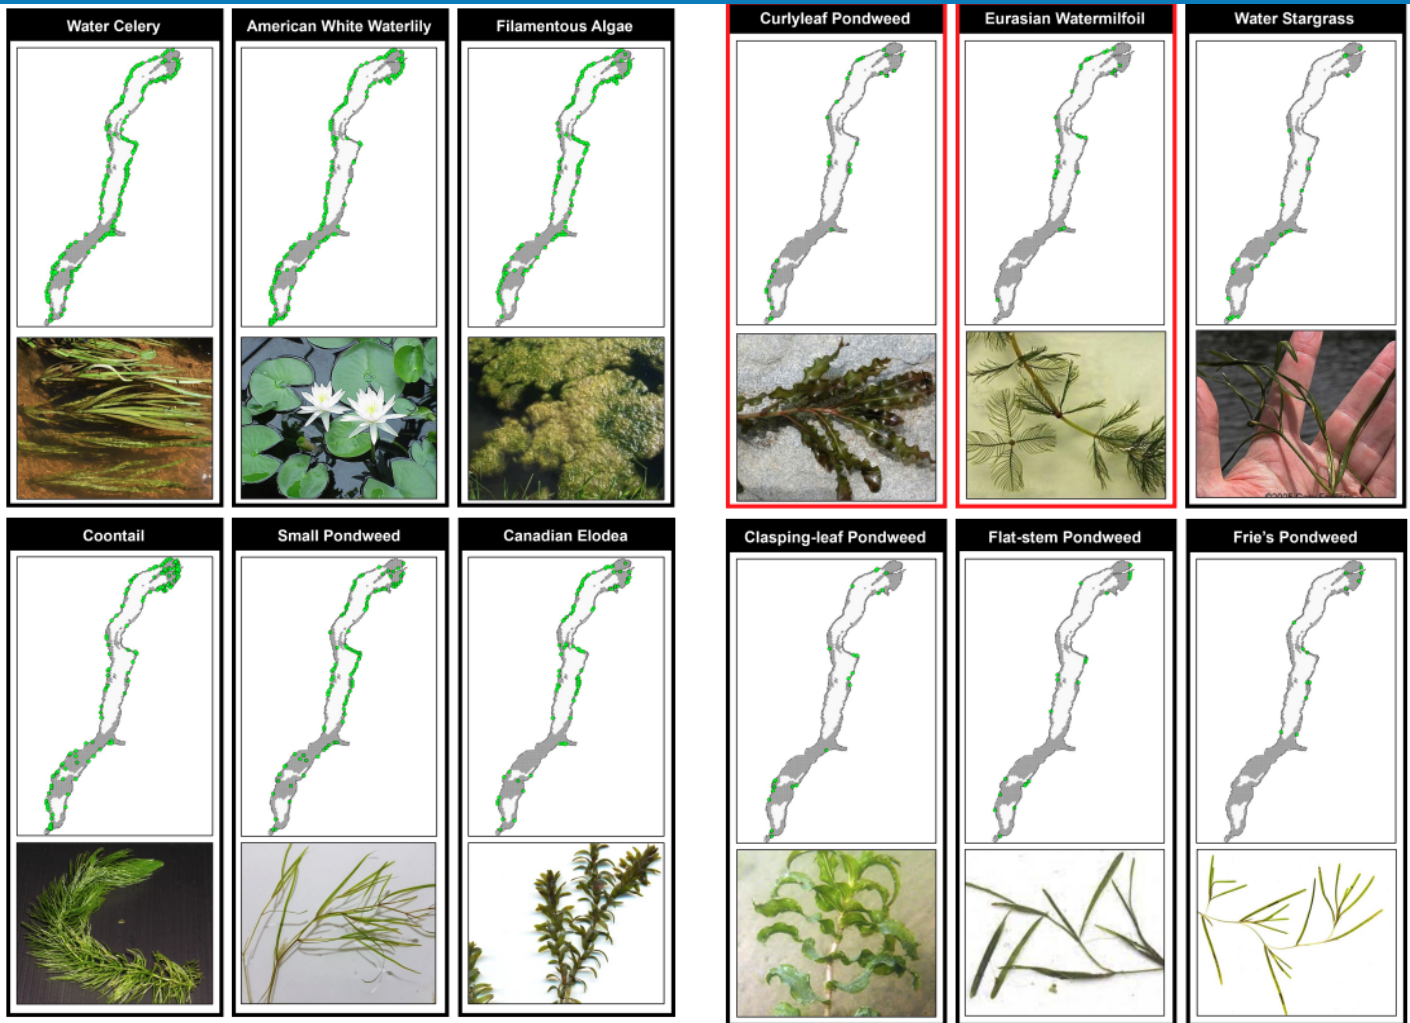 Water Celery
American White Waterlily
Filamentous Algae
Curlyleaf Pondweed
Eurasian Watermilfoil
Water Stargrass
Coontail
Small Pondweed
Canadian Elodea
Clasping-leaf Pondweed
Flat-stem Pondweed
Frie's Pondweed